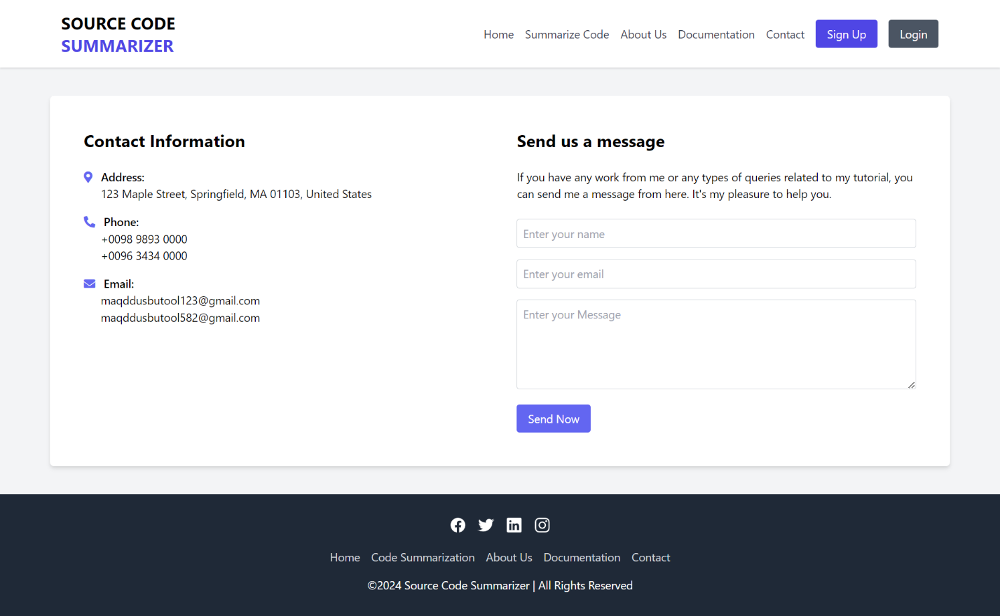 SOURCE CODE
SUMMARIZER
Home Summarize Code About Us Documentation Contact Sign Up Login
Contact Information
Address:
123 Maple Street, Springfield, MA 01103, United States
Phone:
+0098 9893 0000
+0096 3434 0000
Email:
maqddusbutool123@gmail.com
maqddusbutool582@gmail.com
Send us a message
If you have any work from me or any types of queries related to my tutorial, you
can send me a message from here. It's my pleasure to help you.
Enter your name
Enter your email
Enter your Message
Send Now
Home Code Summarization About Us Documentation Contact
©2024 Source Code Summarizer | All Rights Reserved